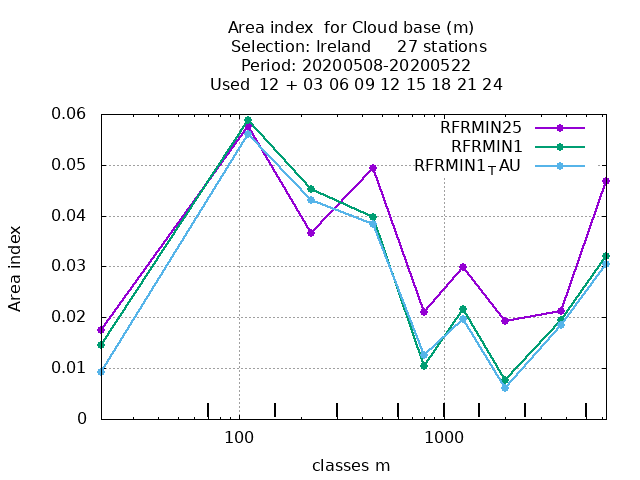 Area index  for Cloud base (m)
Selection: Ireland     27 stations
Period: 20200508-20200522
Used  12 + 03 06 09 12 15 18 21 24
RFRMIN25
RFRMIN1
RFRMIN1TAU
0.06
0.05
0.04
0.03
0.02
0.01
0
Area index
100
1000
classes m